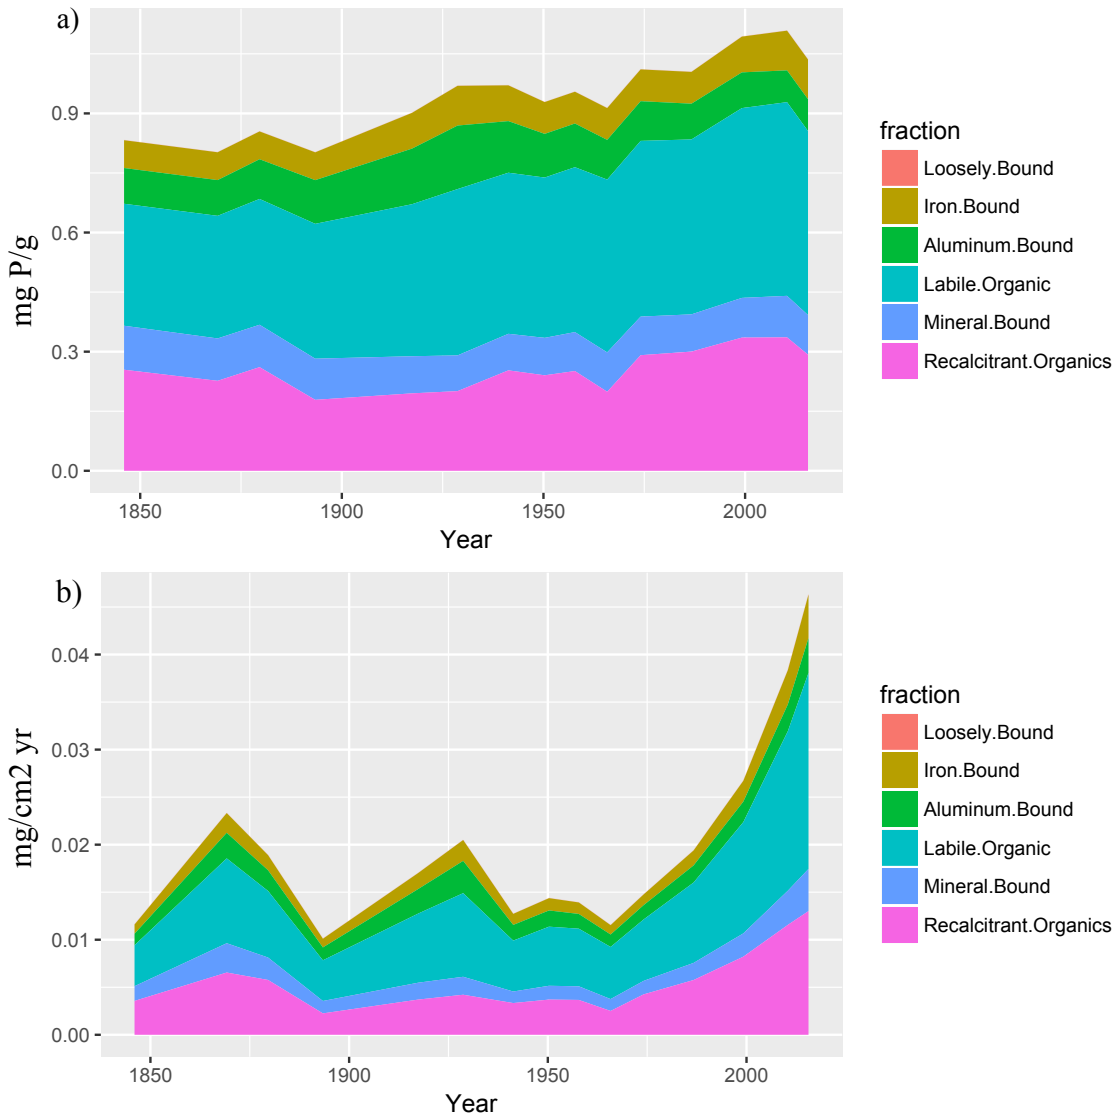 a)
mg P/g
0.9
0.6
0.3
0.0
1850 1900 1950 2000
Year
fraction
Loosely.Bound
Iron.Bound
Aluminum.Bound
Labile.Organic
Mineral.Bound
Recalcitrant.Organics
b)
mg/cm2 yr
0.04
0.03
0.02
0.01
0.00
1850 1900 1950 2000
Year
fraction
Loosely.Bound
Iron.Bound
Aluminum.Bound
Labile.Organic
Mineral.Bound
Recalcitrant.Organics